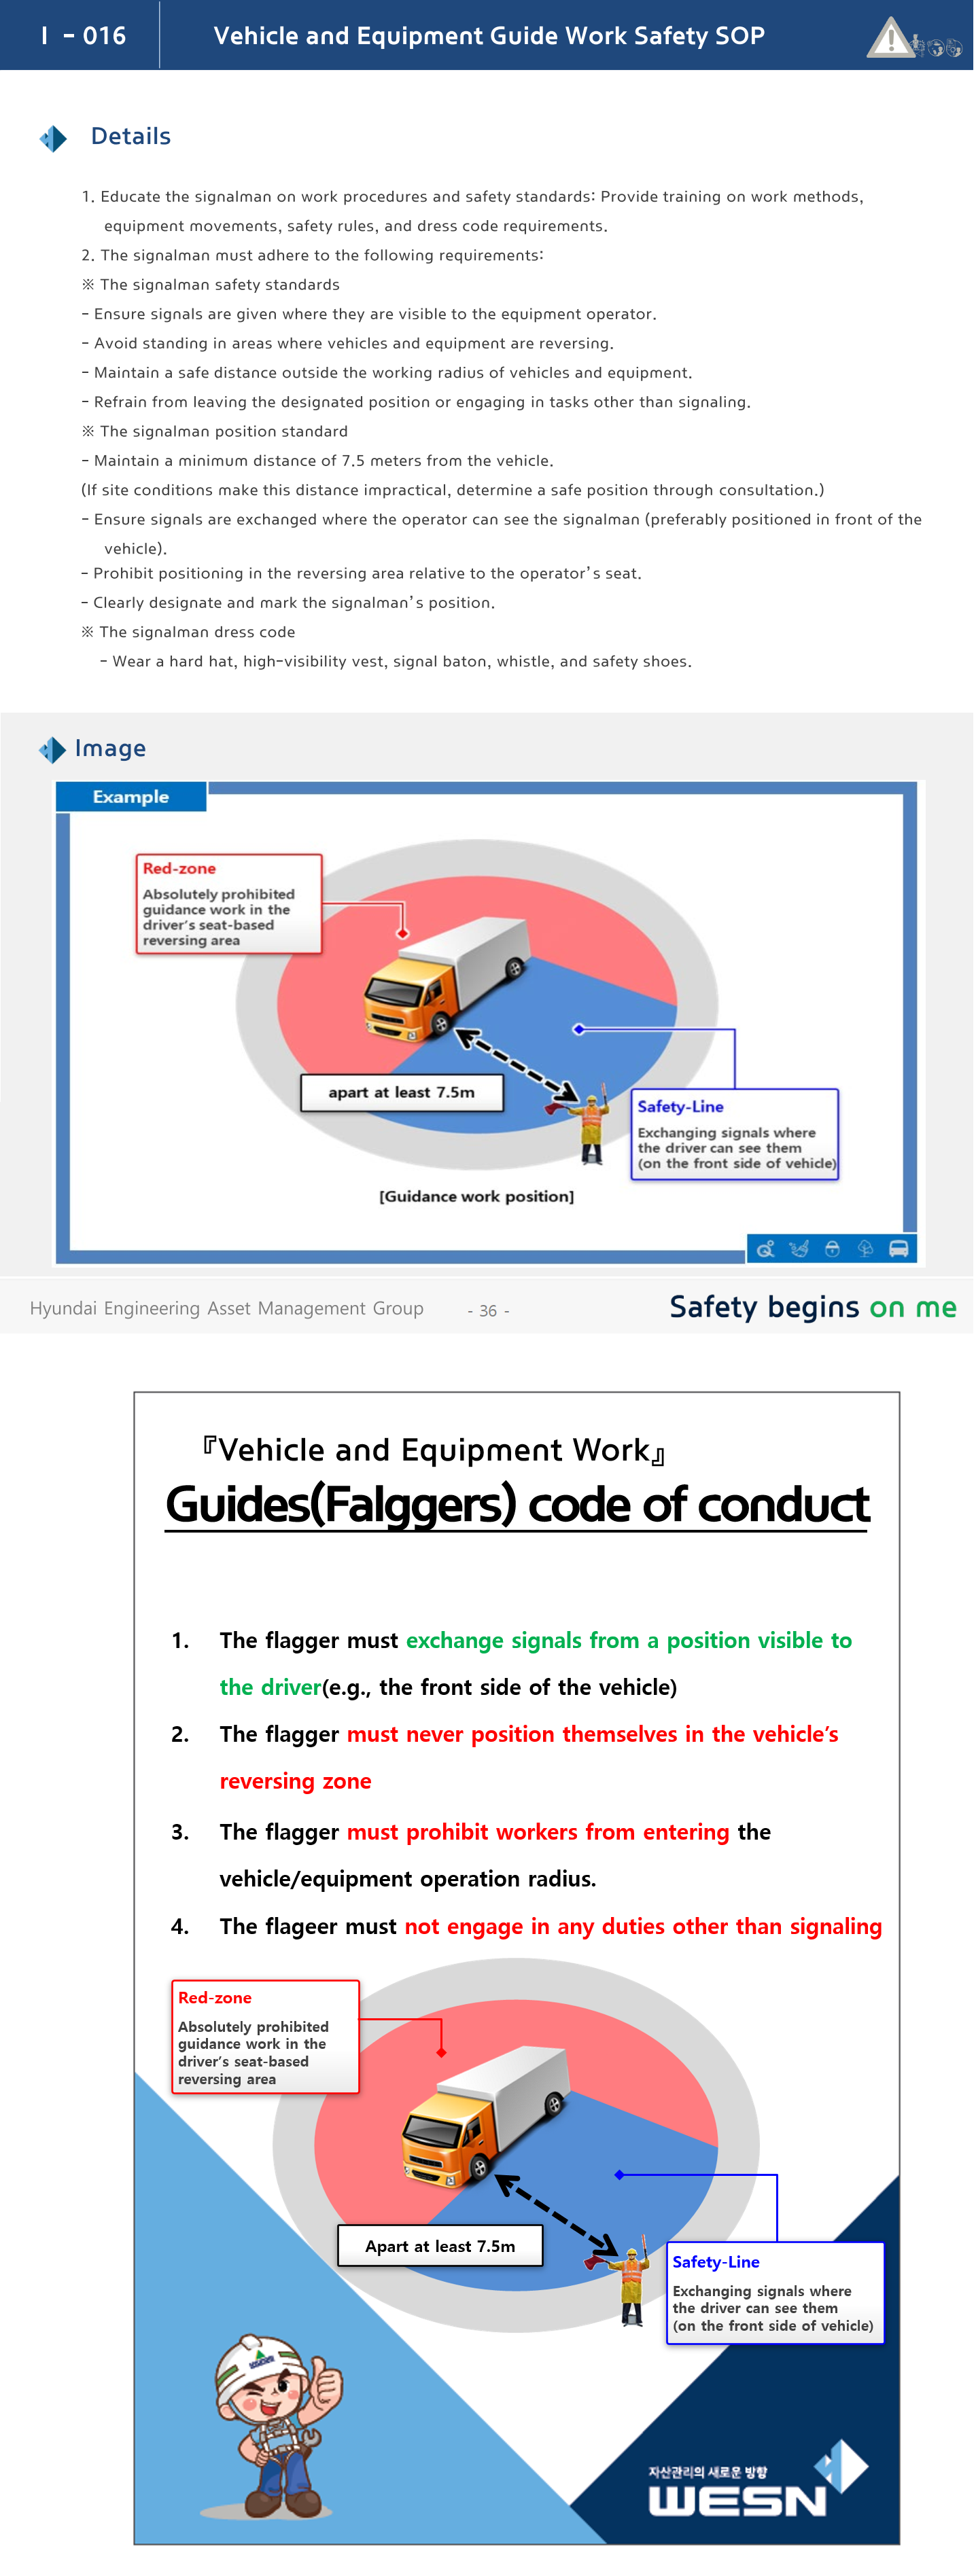 I - 016
Vehicle and Equipment Guide Work Safety SOP
Details
1. Educate the signalman on work procedures and safety standards: Provide training on work methods,
equipment movements, safety rules, and dress code requirements.
2. The signalman must adhere to the following requirements:
※ The signalman safety standards
- Ensure signals are given where they are visible to the equipment operator.
- Avoid standing in areas where vehicles and equipment are reversing.
- Maintain a safe distance outside the working radius of vehicles and equipment.
- Refrain from leaving the designated position or engaging in tasks other than signaling.
※ The signalman position standard
- Maintain a minimum distance of 7.5 meters from the vehicle.
(If site conditions make this distance impractical, determine a safe position through consultation.)
- Ensure signals are exchanged where the operator can see the signalman (preferably positioned in front of the
vehicle).
- Prohibit positioning in the reversing area relative to the operator’s seat.
- Clearly designate and mark the signalman’s position.
※ The signalman dress code
- Wear a hard hat, high-visibility vest, signal baton, whistle, and safety shoes.
Image
Example
Red-zone
Absolutely prohibited
guidance work in the
driver's seat-based
reversing area
apart at least 7.5m
Safety-Line
Exchanging signals where
the driver can see them
(on the front side of vehicle)
[Guidance work position]
Hyundai Engineering Asset Management Group
- 36 -
Safety begins on me
『Vehicle and Equipment Work』
Guides(Falggers) code of conduct
1. The flagger must exchange signals from a position visible to
the driver(e.g., the front side of the vehicle)
2. The flagger must never position themselves in the vehicle’s
reversing zone
3. The flagger must prohibit workers from entering the
vehicle/equipment operation radius.
4. The flageer must not engage in any duties other than signaling
Red-zone
Absolutely prohibited
guidance work in the
driver’s seat-based
reversing area
Apart at least 7.5m
Safety-Line
Exchanging signals where
the driver can see them
(on the front side of vehicle)
자산관리의 새로운 방향
WESN